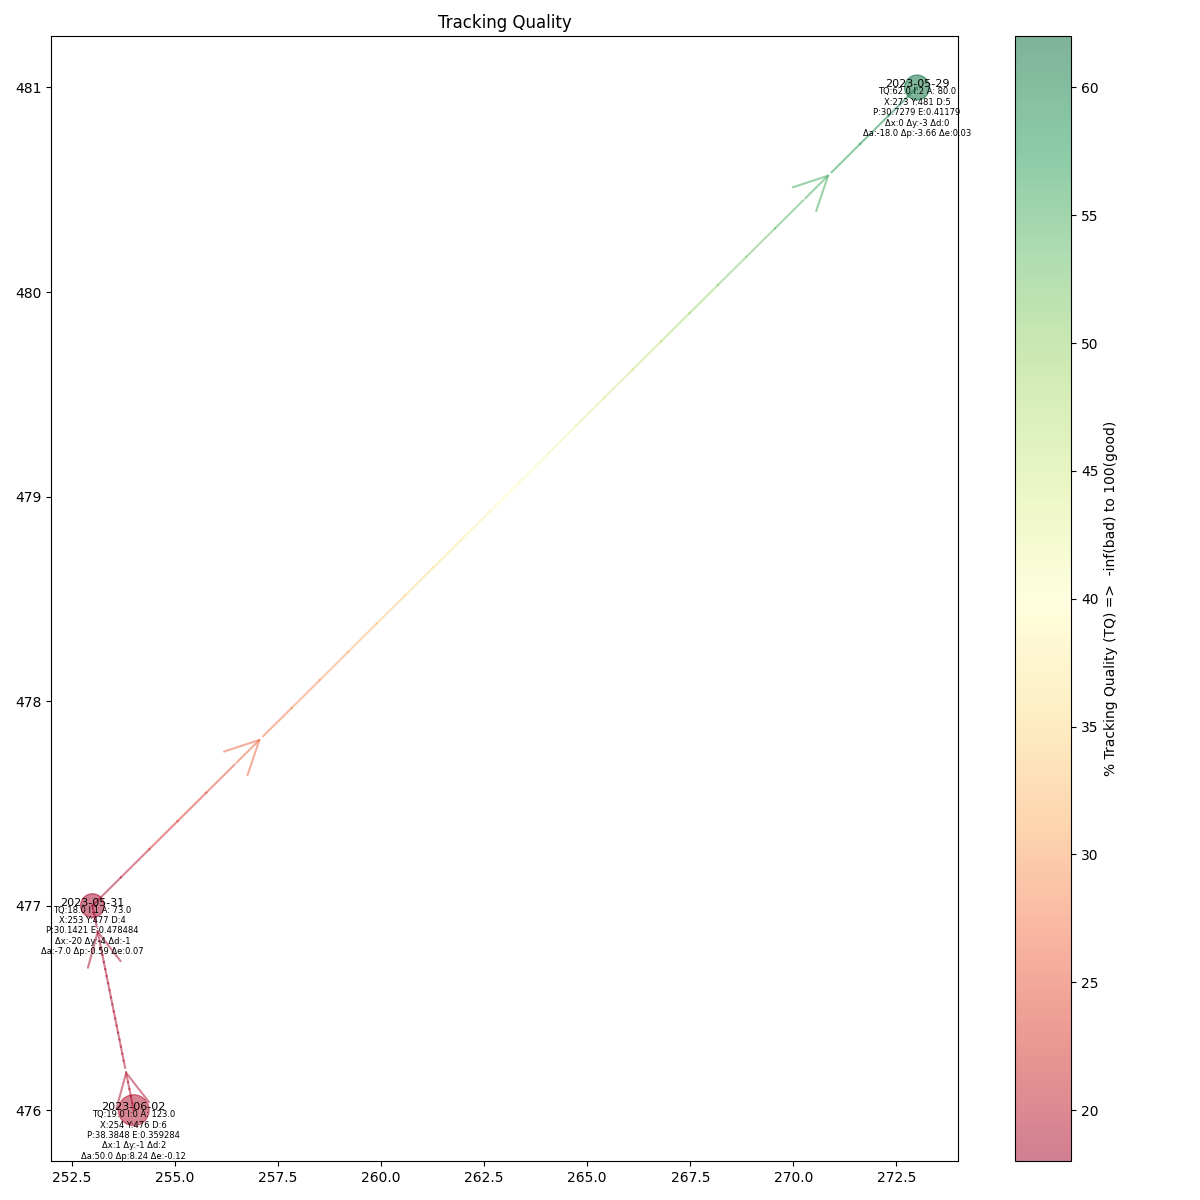 Tracking Quality
481
480
479
478
477
476
252.5
255.0
257.5
260.0
262.5
265.0
267.5
270.0
272.5
2023-05-29
TQ:62.0 I:2 A: 80.0
X:273 Y:481 D:5
P:30.7279 E:0.41179
Δx:0 Δy:-3 Δd:0
Δa:-18.0 Δp:-3.66 Δe:0.03
2023-05-31
TQ:18.0 I:1 A: 73.0
X:253 Y:477 D:4
P:30.1421 E:0.478484
Δx:-20 Δy:-4 Δd:-1
Δa:-7.0 Δp:-0.59 Δe:0.07
2023-06-02
TQ:19.0 I:0 A: 123.0
X:254 Y:476 D:6
P:38.3848 E:0.359284
Δx:1 Δy:-1 Δd:2
Δa:50.0 Δp:8.24 Δe:-0.12
60
55
50
45
40
35
30
25
20
% Tracking Quality (TQ) => -inf(bad) to 100(good)